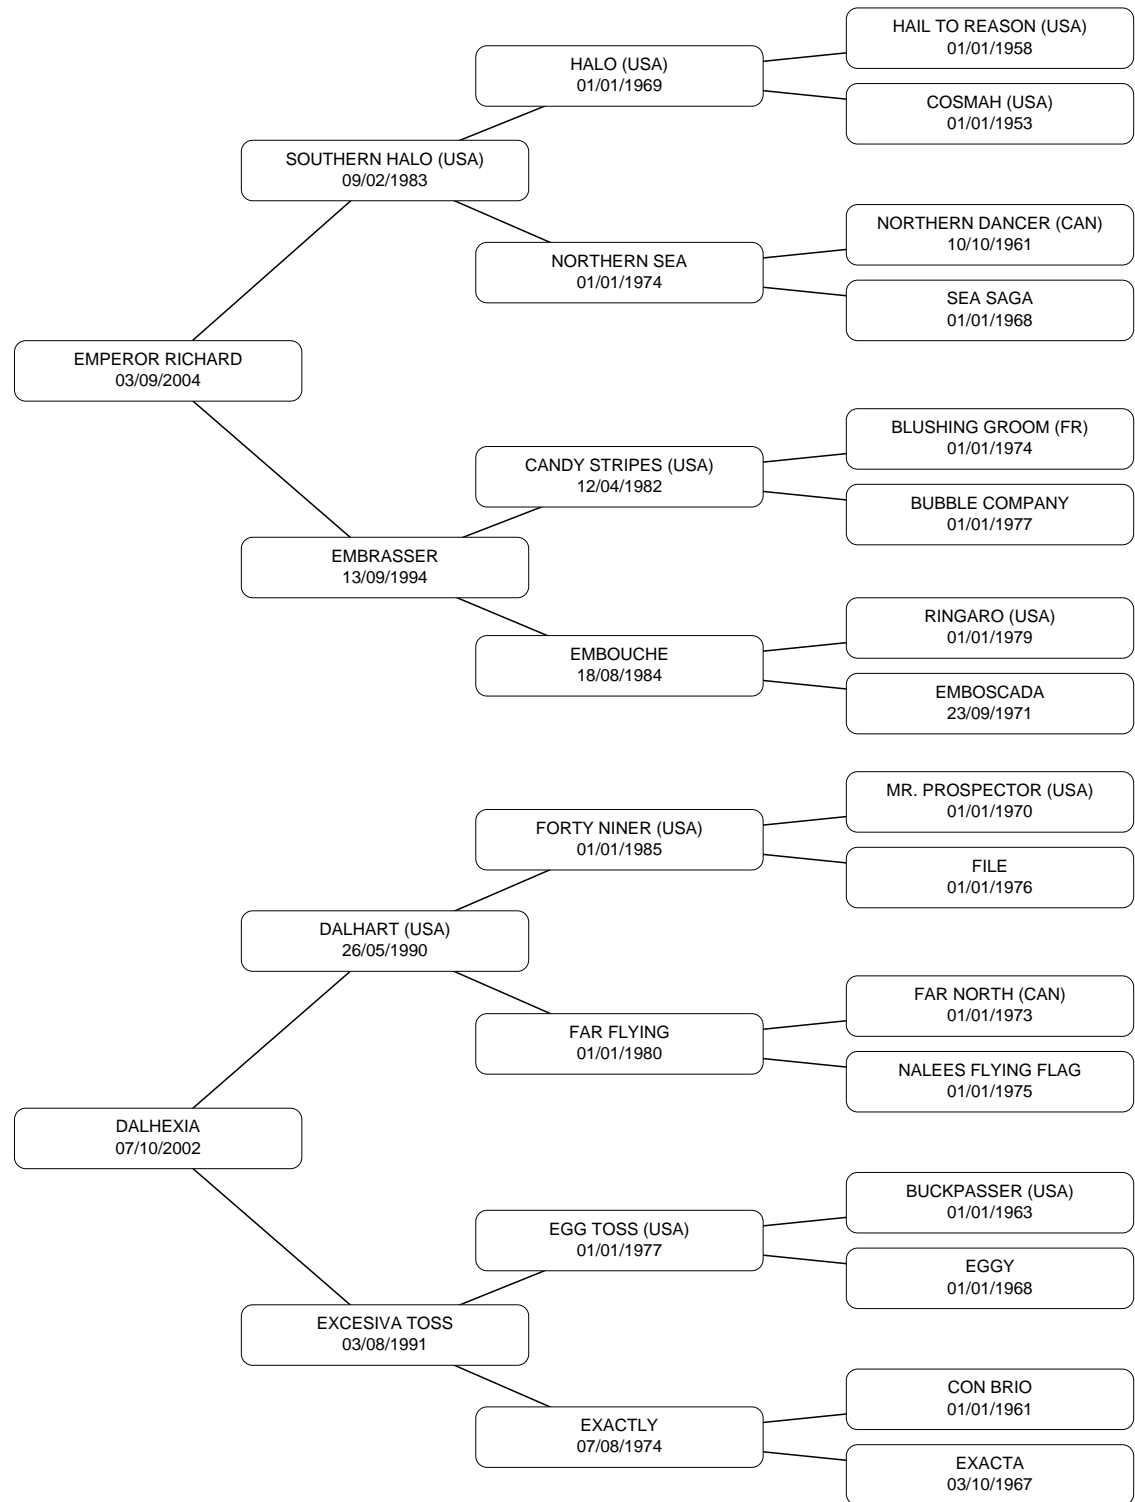 HAIL TO REASON (USA)
01/01/1958
HALO (USA)
01/01/1969
COSMAH (USA)
01/01/1953
SOUTHERN HALO (USA)
09/02/1983
NORTHERN DANCER (CAN)
10/10/1961
NORTHERN SEA
01/01/1974
SEA SAGA
01/01/1968
EMPEROR RICHARD
03/09/2004
BLUSHING GROOM (FR)
01/01/1974
CANDY STRIPES (USA)
12/04/1982
BUBBLE COMPANY
01/01/1977
EMBRASSER
13/09/1994
RINGARO (USA)
01/01/1979
EMBOUCHE
18/08/1984
EMBOSCADA
23/09/1971
MR. PROSPECTOR (USA)
01/01/1970
FORTY NINER (USA)
01/01/1985
FILE
01/01/1976
DALHART (USA)
26/05/1990
FAR NORTH (CAN)
01/01/1973
FAR FLYING
01/01/1980
NALEES FLYING FLAG
01/01/1975
DALHEXIA
07/10/2002
BUCKPASSER (USA)
01/01/1963
EGG TOSS (USA)
01/01/1977
EGGY
01/01/1968
EXCESIVA TOSS
03/08/1991
CON BRIO
01/01/1961
EXACTLY
07/08/1974
EXACTA
03/10/1967